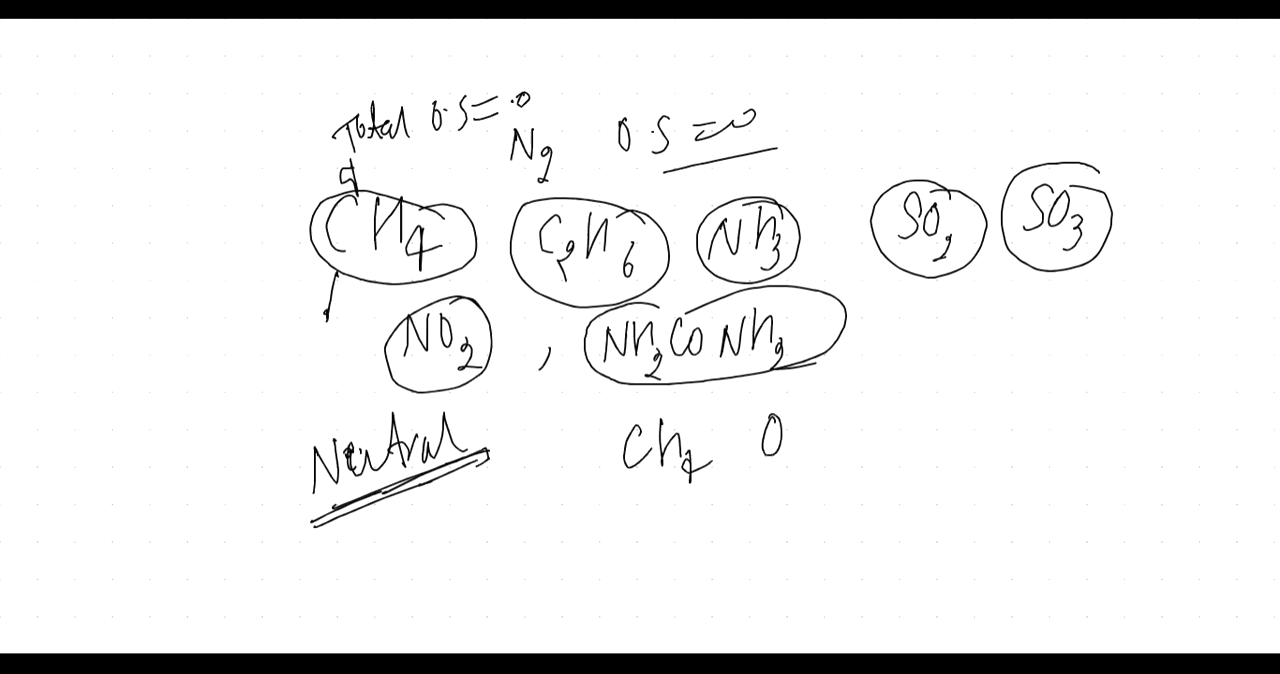 Total O.S = 0
N2 O.S = 0
CH4 C2H6 NH3 SO2 SO3
NO2 , NH2CONH2
Neutral CH4 0